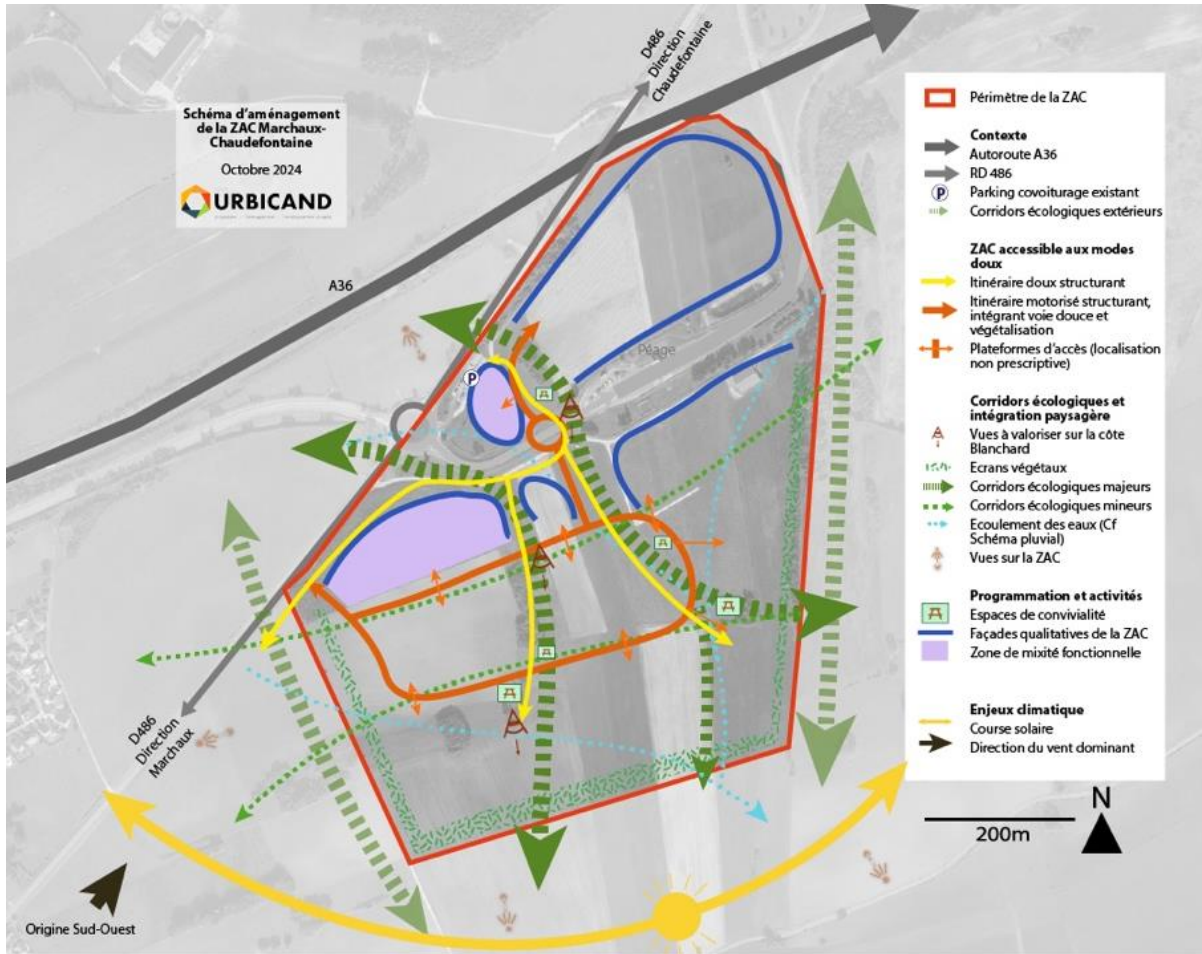 D486
Direction
Chaudefontaine
Schéma d'aménagement
de la ZAC Marchaux-
Chaudefontaine
Octobre 2024
URBICAND
A36
Péage
P
D486
Direction
Marchaux
Origine Sud-Ouest
Périmètre de la ZAC
Contexte
Autoroute A36
RD 486
P
Parking covoiturage existant
Corridors écologiques extérieurs
ZAC accessible aux modes
doux
Itinéraire doux structurant
Itinéraire motorisé structurant,
intégrant voie douce et
végétalisation
Plateformes d'accès (localisation
non prescriptive)
Corridors écologiques et
intégration paysagère
Vues à valoriser sur la côte
Blanchard
Ecrans végétaux
Corridors écologiques majeurs
Corridors écologiques mineurs
Ecoulement des eaux (Cf
Schéma pluvial)
Vues sur la ZAC
Programmation et activités
Espaces de convivialité
Façades qualitatives de la ZAC
Zone de mixité fonctionnelle
Enjeux climatique
Course solaire
Direction du vent dominant
200m
N